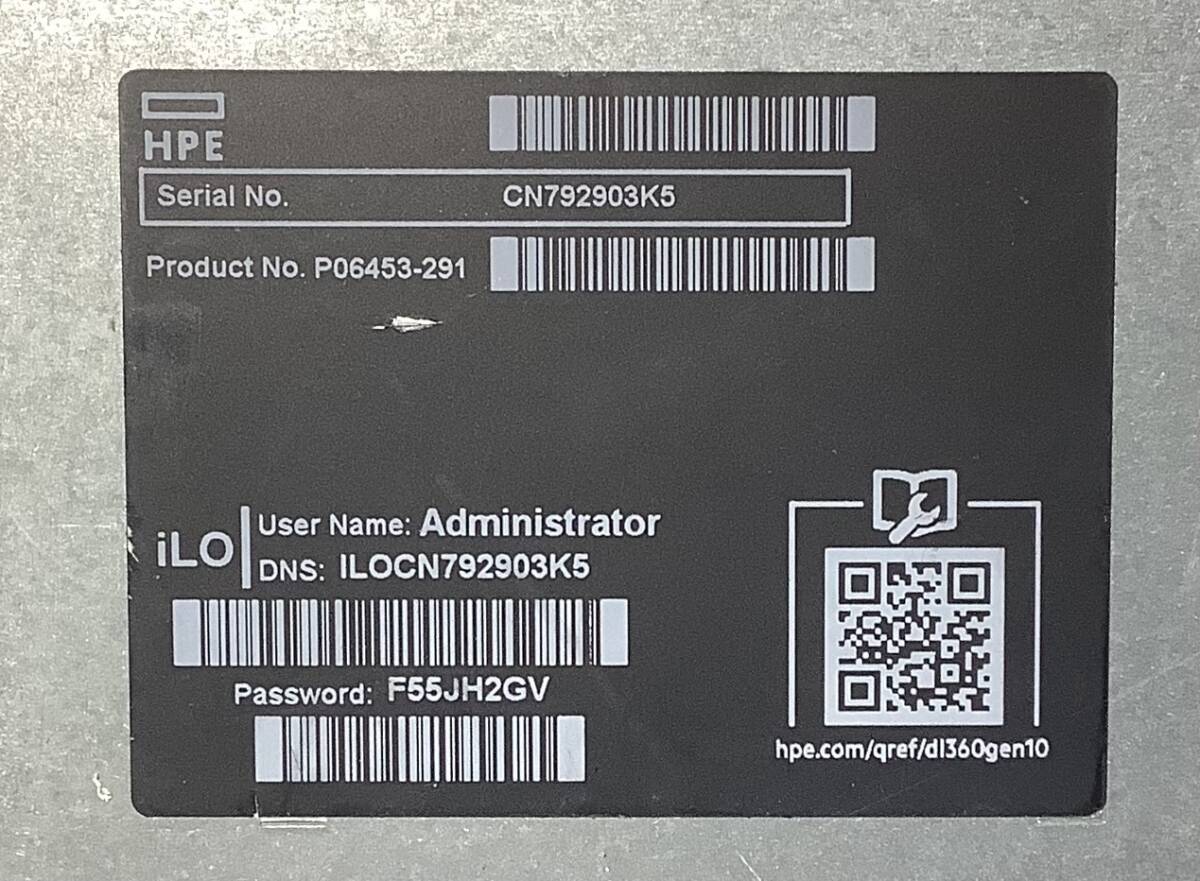 HPE
Serial No. CN792903K5
Product No. P06453-291
iLO
User Name: Administrator
DNS: ILOCN792903K5
Password: F55JH2GV
hpe.com/qref/dl360gen10